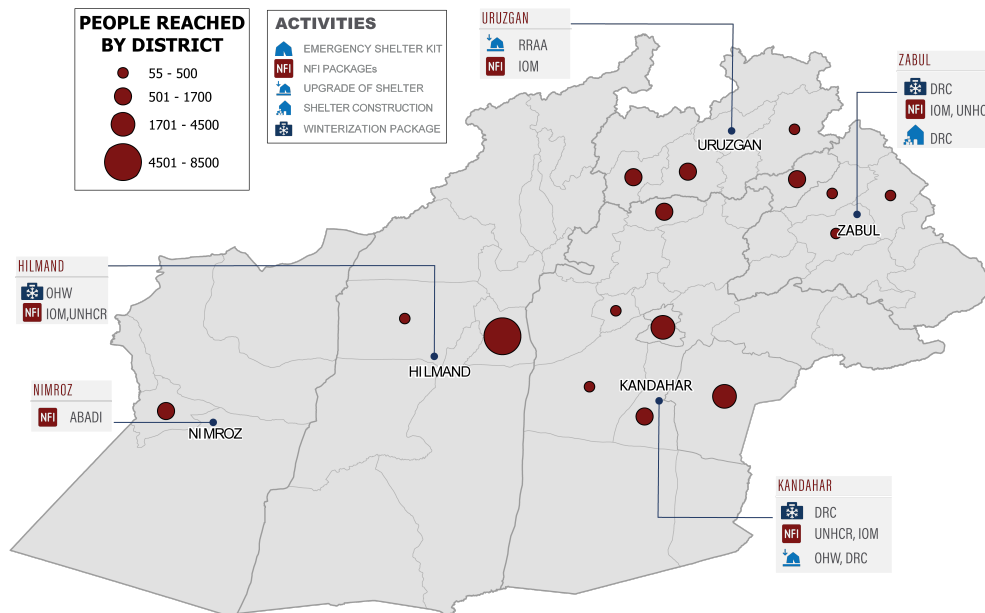 PEOPLE REACHED
BY DISTRICT
55 - 500
501 - 1700
1701 - 4500
4501 - 8500
ACTIVITIES
EMERGENCY SHELTER KIT
NFI NFI PACKAGEs
UPGRADE OF SHELTER
SHELTER CONSTRUCTION
WINTERIZATION PACKAGE
URUZGAN
RRAA
NFI IOM
ZABUL
DRC
NFI IOM, UNHC
DRC
URUZGAN
ZABUL
HILMAND
OHW
NFI IOM,UNHCR
HILMAND
KANDAHAR
NIMROZ
NFI ABADI
NIMROZ
KANDAHAR
DRC
NFI UNHCR, IOM
OHW, DRC